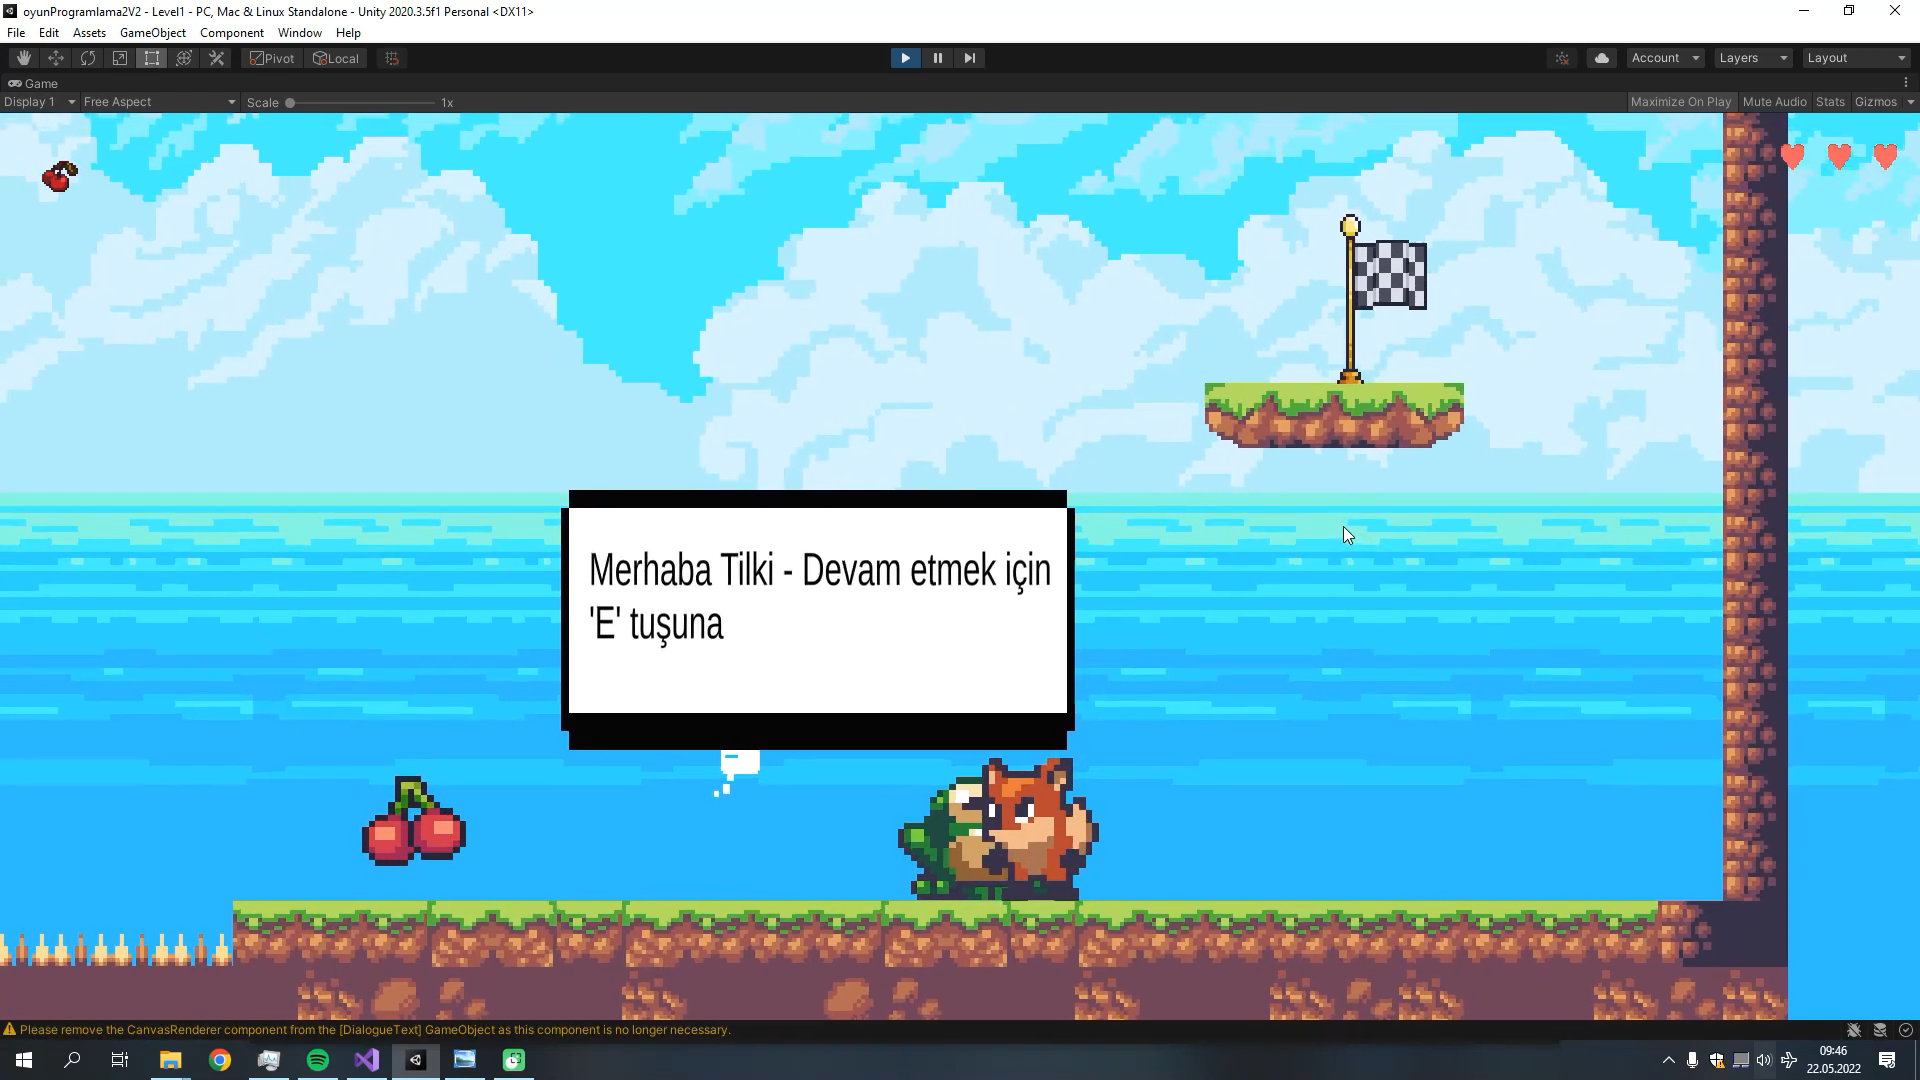 oyunProgramlama2V2 - Level1 - PC, Mac & Linux Standalone - Unity 2020.3.5f1 Personal <DX11>
File Edit Assets GameObject Component Window Help
Pivot Local Account Layers Layout
Game
Display 1 Free Aspect Scale 1x Maximize On Play Mute Audio Stats Gizmos
Merhaba Tilki - Devam etmek için
'E' tuşuna
Please remove the CanvasRenderer component from the [DialogueText] GameObject as this component is no longer necessary.
09:46
22.05.2022